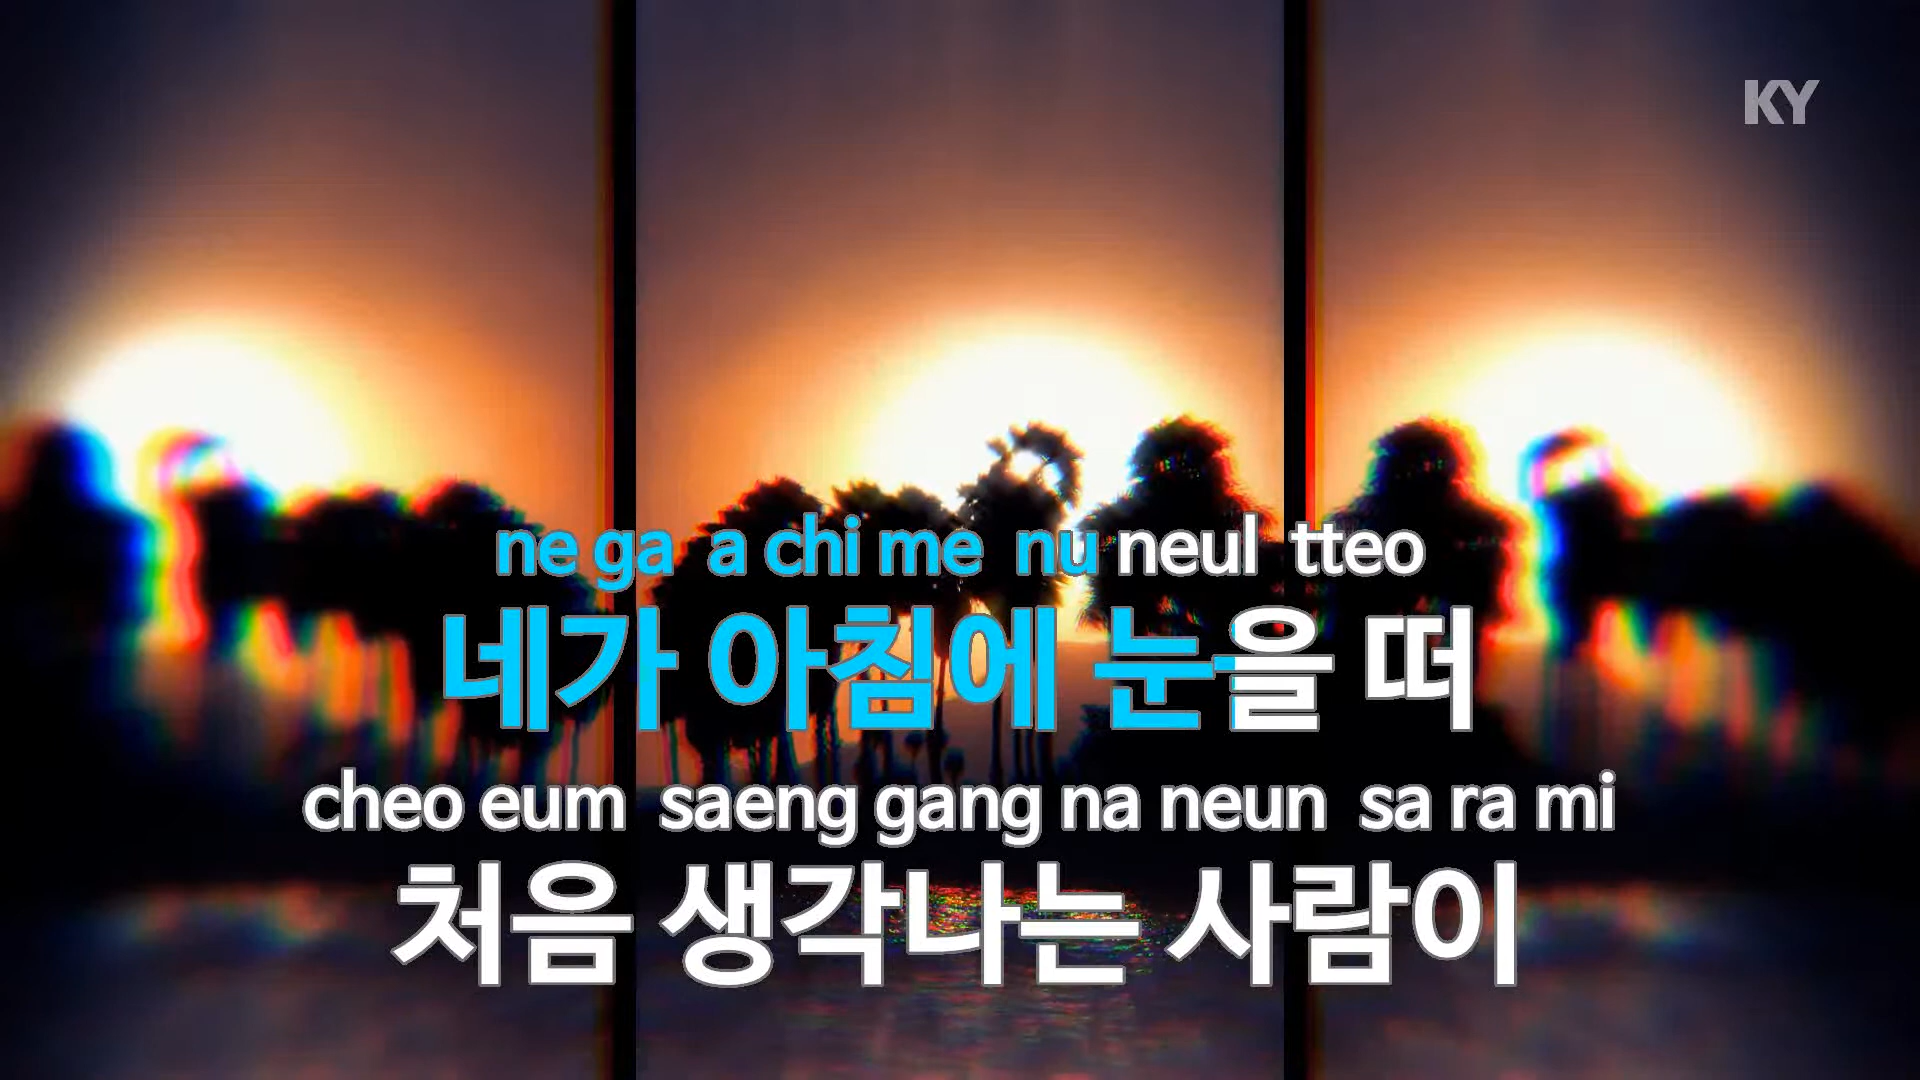 KY
ne ga a chi me nu neul tteo
네가 아침에 눈을 떠
cheo eum saeng gang na neun sa ra mi
처음 생각나는 사람이